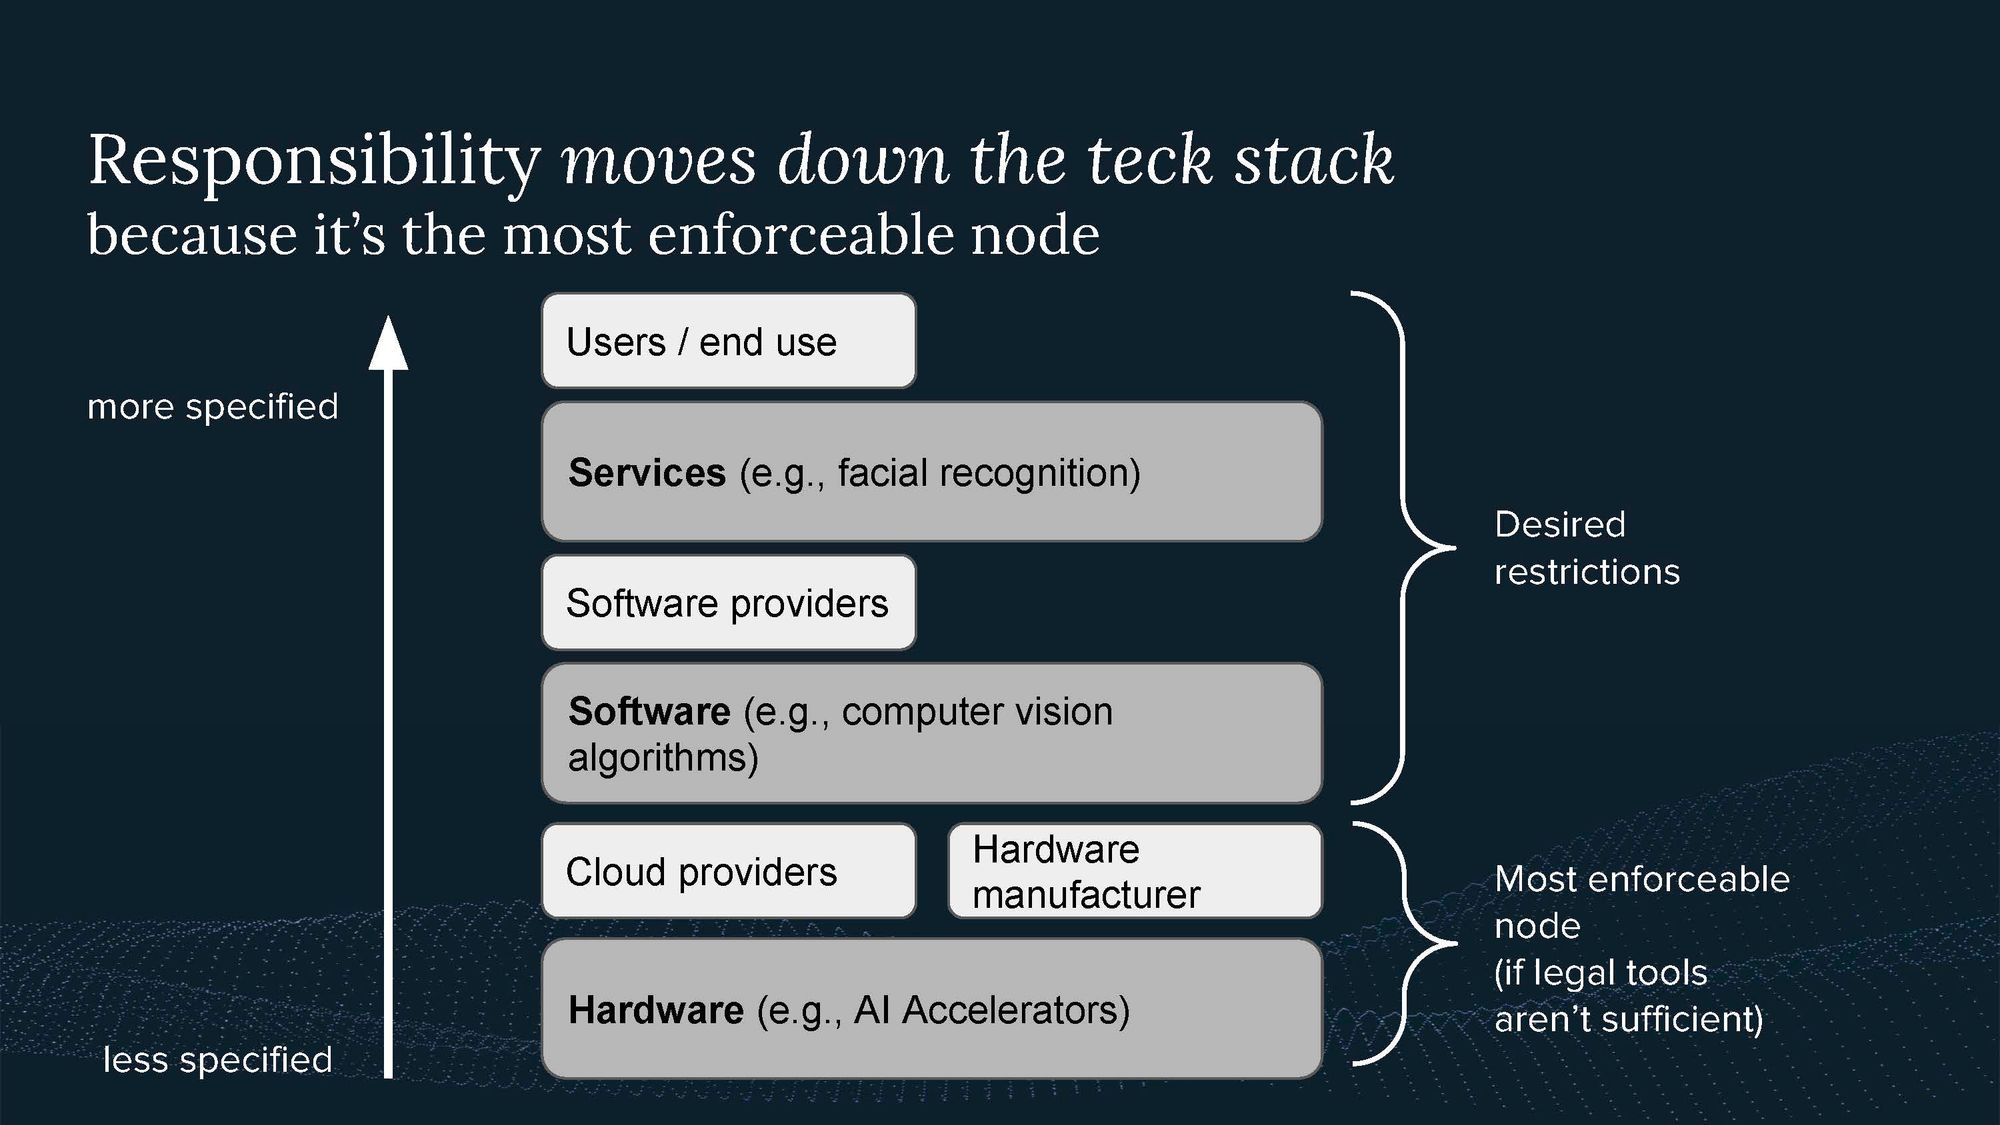 Responsibility moves down the teck stack
because it's the most enforceable node
more specified
Users / end use
Services (e.g., facial recognition)
Software providers
Software (e.g., computer vision
algorithms)
Desired
restrictions
Cloud providers
Hardware
manufacturer
Hardware (e.g., AI Accelerators)
Most enforceable
node
(if legal tools
aren't sufficient)
less specified